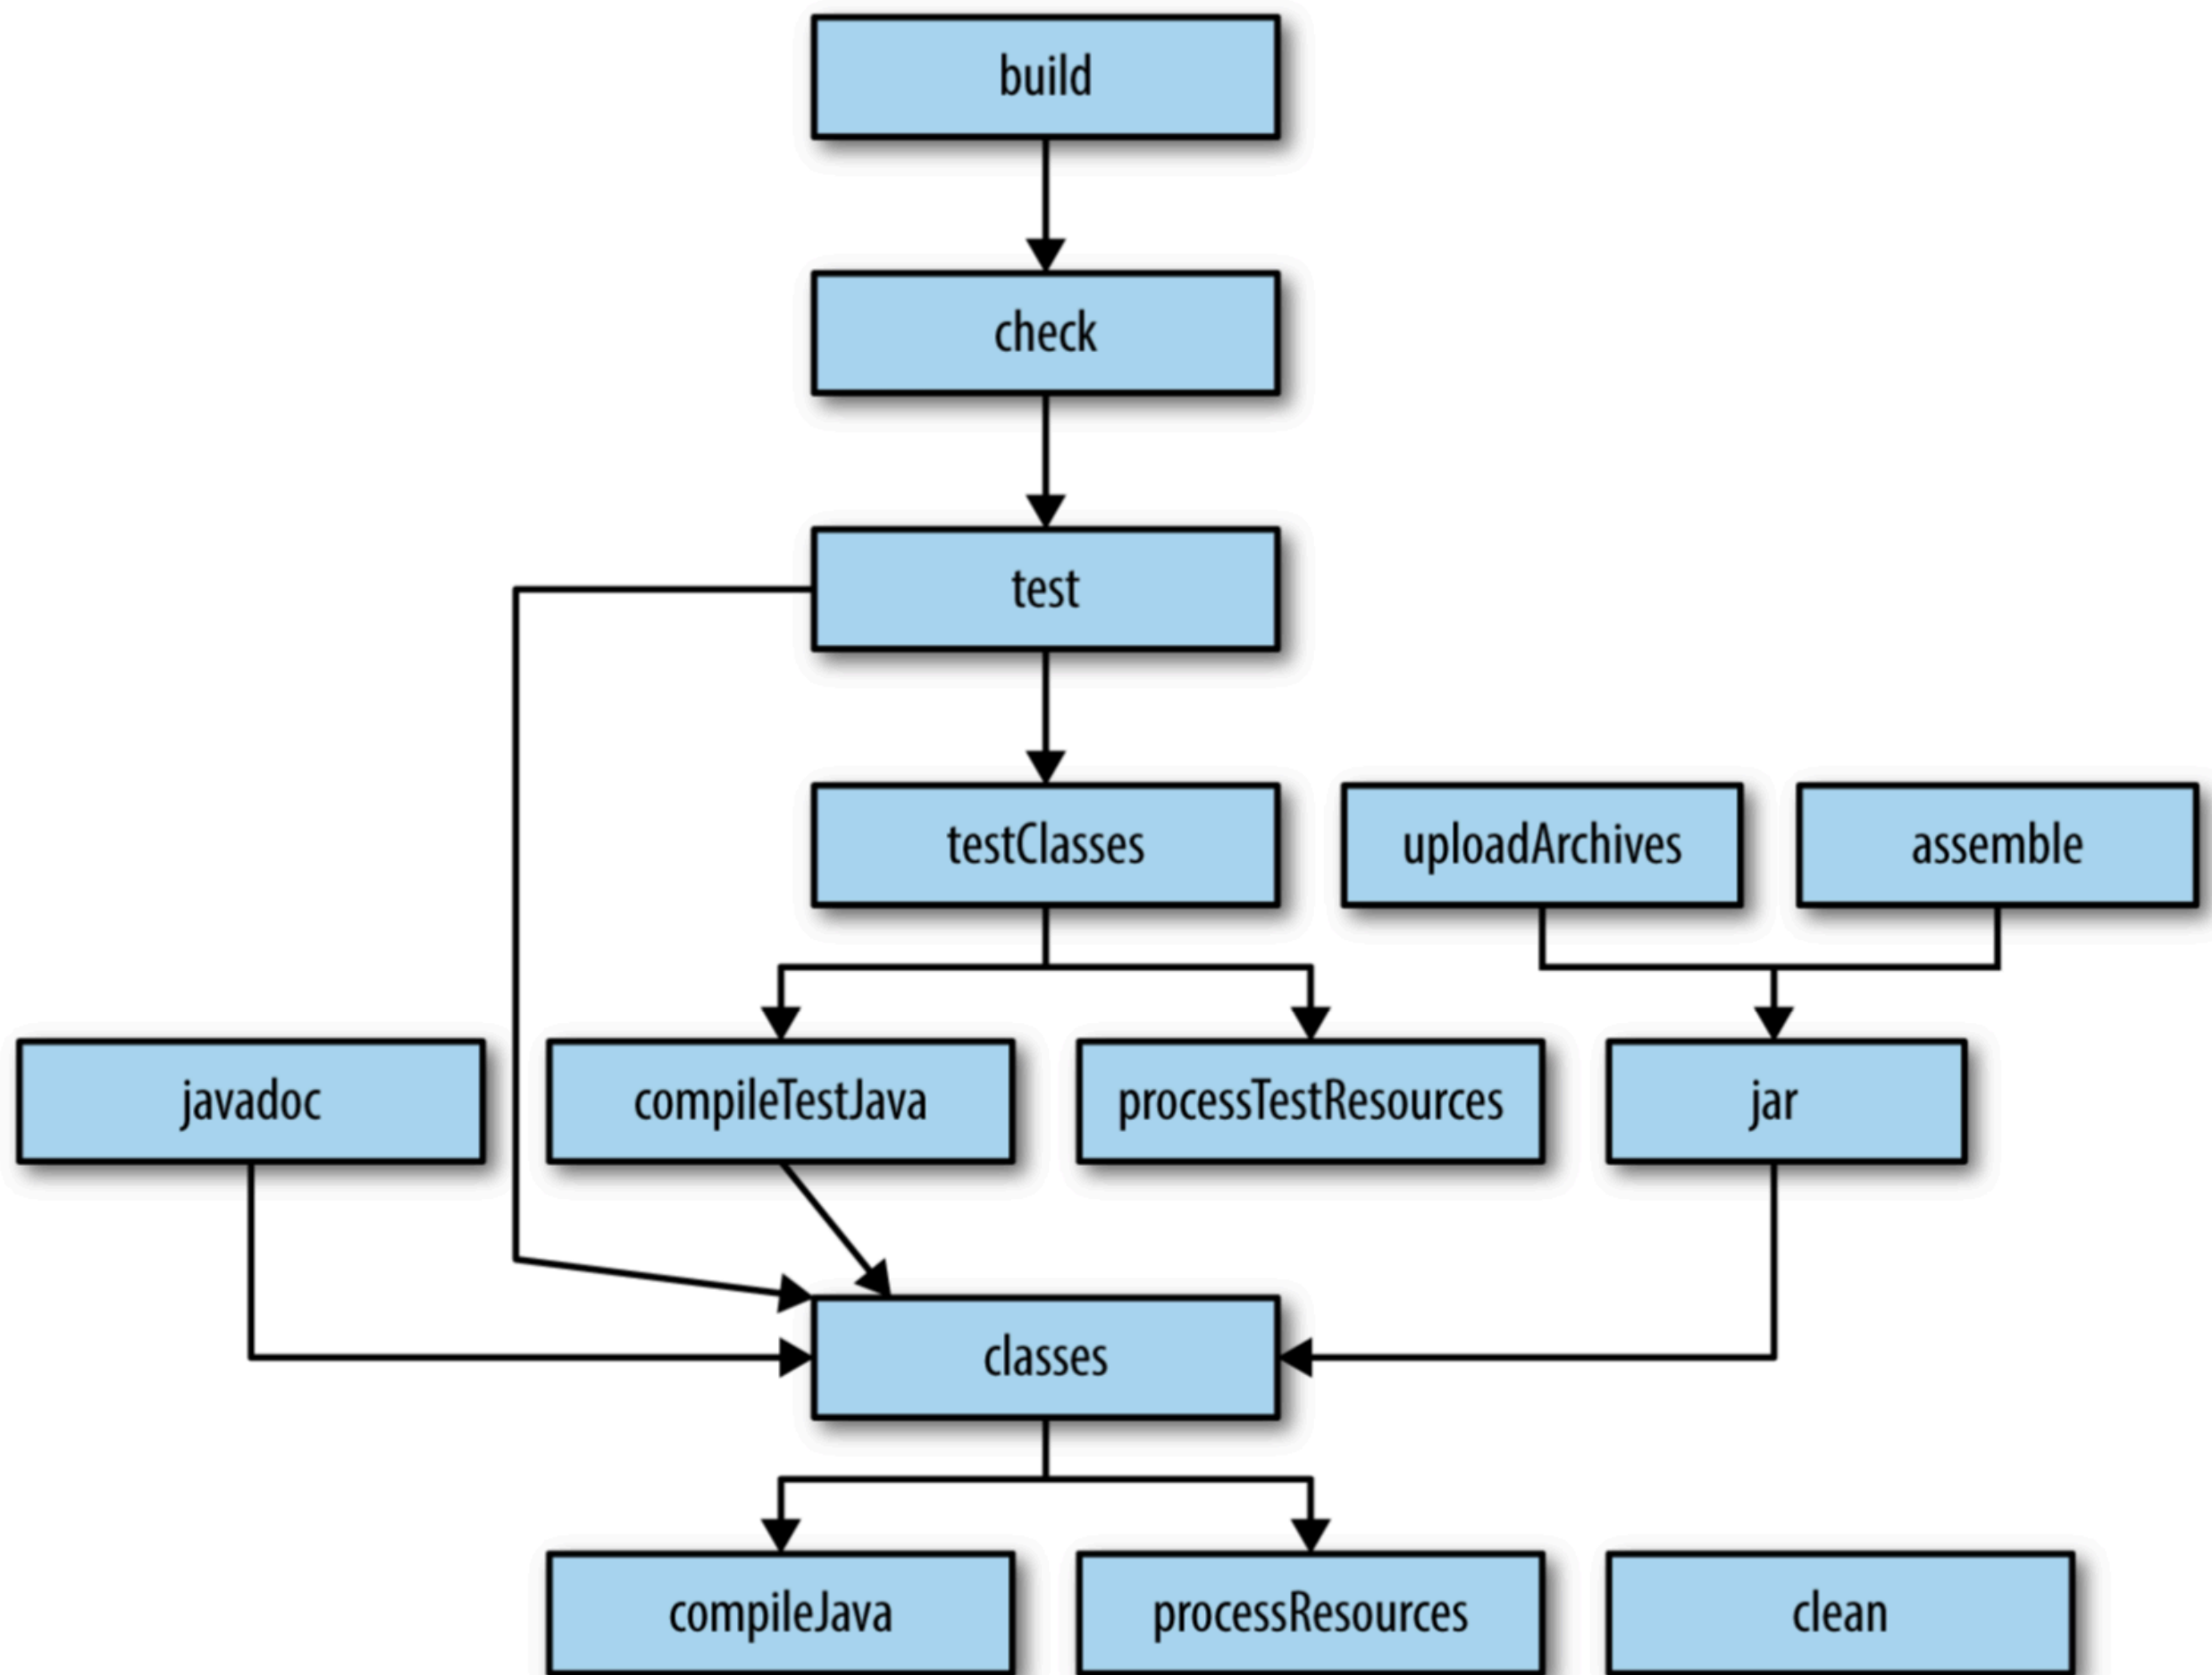 build
check
test
testClasses
uploadArchives
assemble
javadoc
compileTestJava
processTestResources
jar
classes
compileJava
processResources
clean